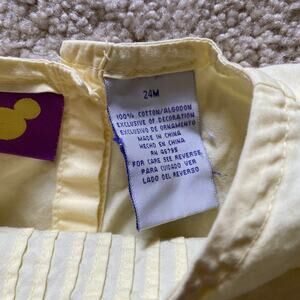 24M
100% COTTON/ALGODON
EXCLUSIVE OF DECORATION
EXCLUSIVO DE ORNAMENTO
MADE IN CHINA
HECHO EN CHINA
RN 46795
FOR CARE SEE REVERSE
PARA CUIDADO VER
LADO DEL REVERSO